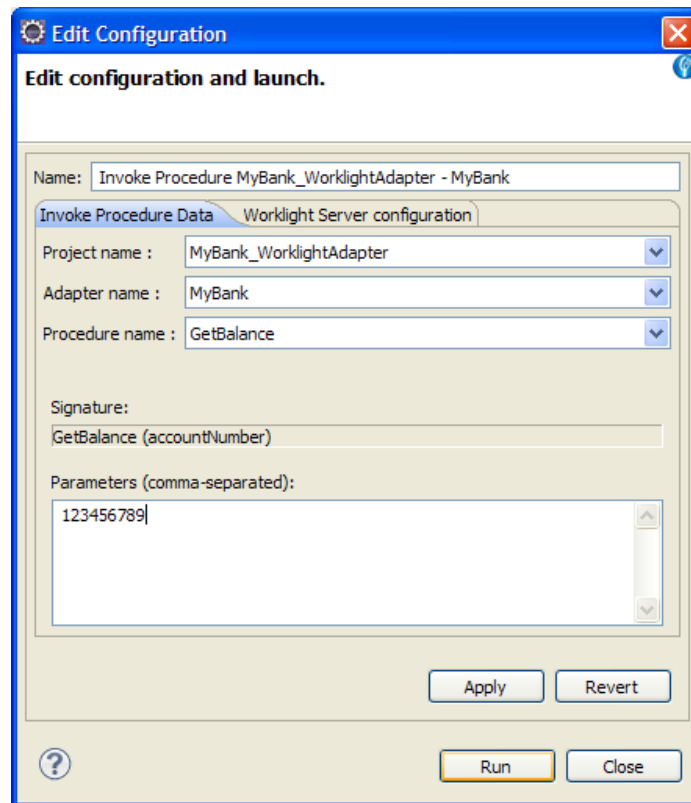 Edit Configuration
Edit configuration and launch.
Name: Invoke Procedure MyBank_WorklightAdapter - MyBank
Invoke Procedure Data Worklight Server configuration
Project name : MyBank_WorklightAdapter
Adapter name : MyBank
Procedure name : GetBalance
Signature:
GetBalance (accountNumber)
Parameters (comma-separated):
123456789
Apply Revert
? Run Close